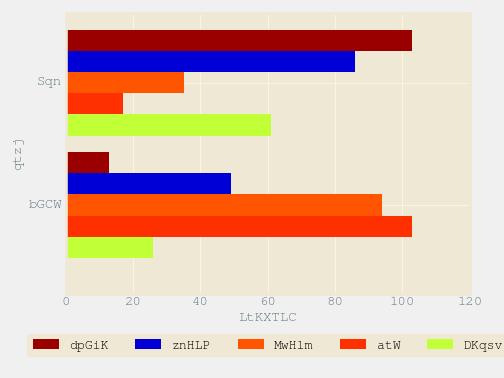 Sqn
bGCW
qtzj
0 20 40 60 80 100 120
LtKXTLC
dpGiK znHLP MwHlm atW DKqsv